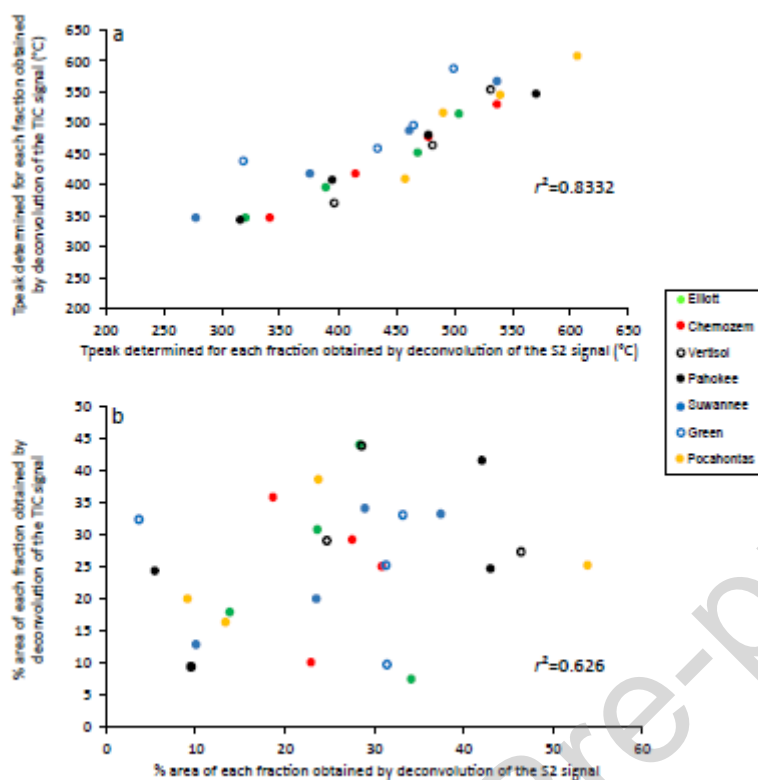 a
650
600
550
500
450
400
350
300
250
200
Tpeak determined for each fraction obtained
by deconvolution of the TIC signal (°C)
r²=0.8332
200 250 300 350 400 450 500 550 600 650
Tpeak determined for each fraction obtained by deconvolution of the S2 signal (°C)
Elliott
Chernozem
Vertisol
Pahokee
Suwannee
Green
Pocahontas
b
50
45
40
35
30
25
20
15
10
5
0
% area of each fraction obtained by
deconvolution of the TIC signal
r²=0.626
0 10 20 30 40 50 60
% area of each fraction obtained by deconvolution of the S2 signal
re-p